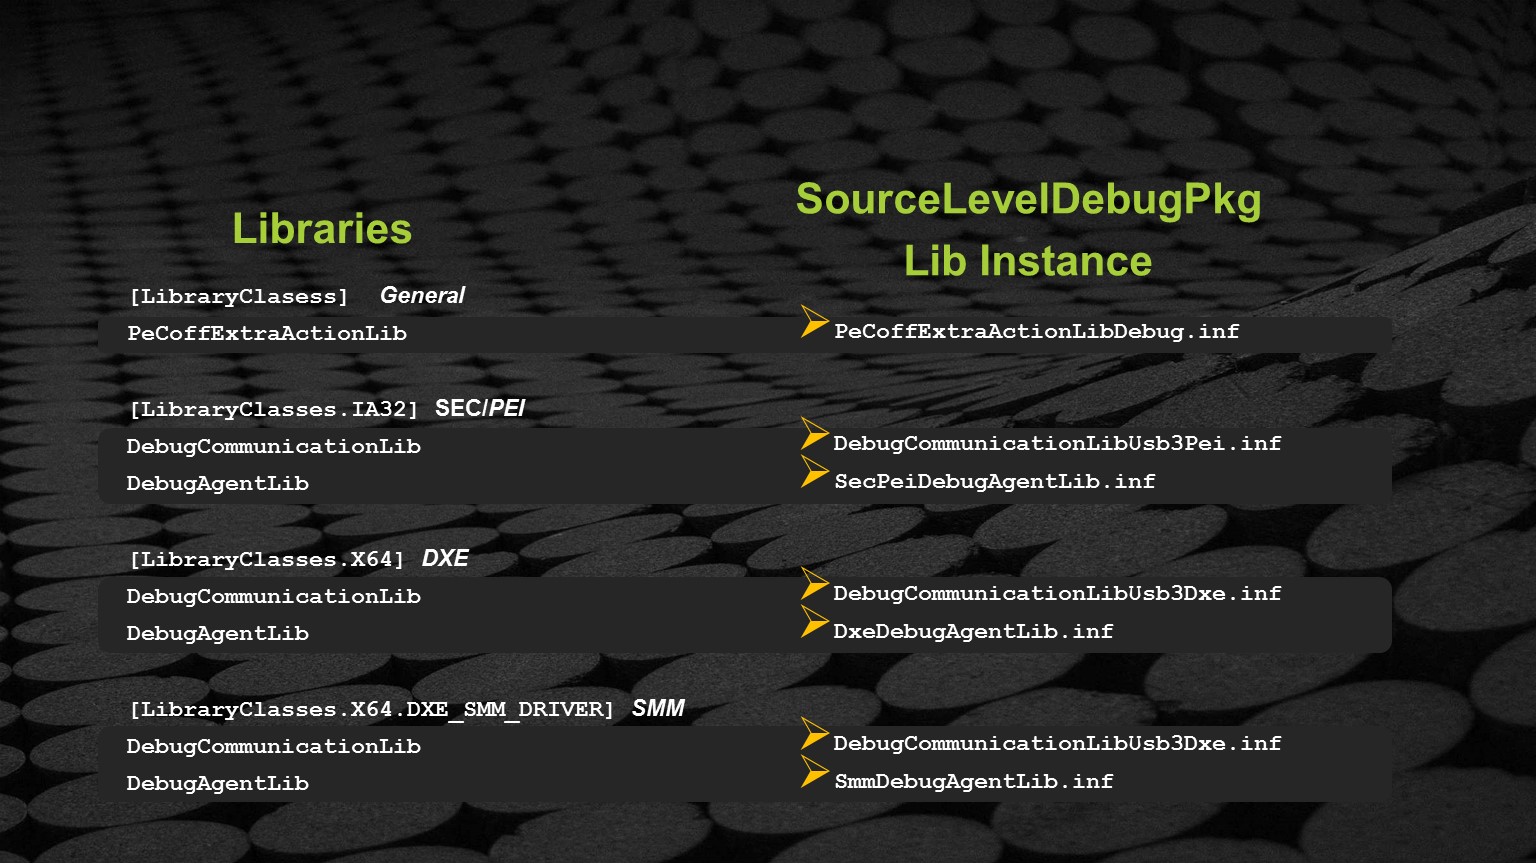 Libraries
SourceLevelDebugPkg
Lib Instance
[LibraryClasess] General
PeCoffExtraActionLib
PeCoffExtraActionLibDebug.inf
[LibraryClasses.IA32] SEC/PEI
DebugCommunicationLib
DebugCommunicationLibUsb3Pei.inf
DebugAgentLib
SecPeiDebugAgentLib.inf
[LibraryClasses.X64] DXE
DebugCommunicationLib
DebugCommunicationLibUsb3Dxe.inf
DebugAgentLib
DxeDebugAgentLib.inf
[LibraryClasses.X64.DXE_SMM_DRIVER] SMM
DebugCommunicationLib
DebugCommunicationLibUsb3Dxe.inf
DebugAgentLib
SmmDebugAgentLib.inf